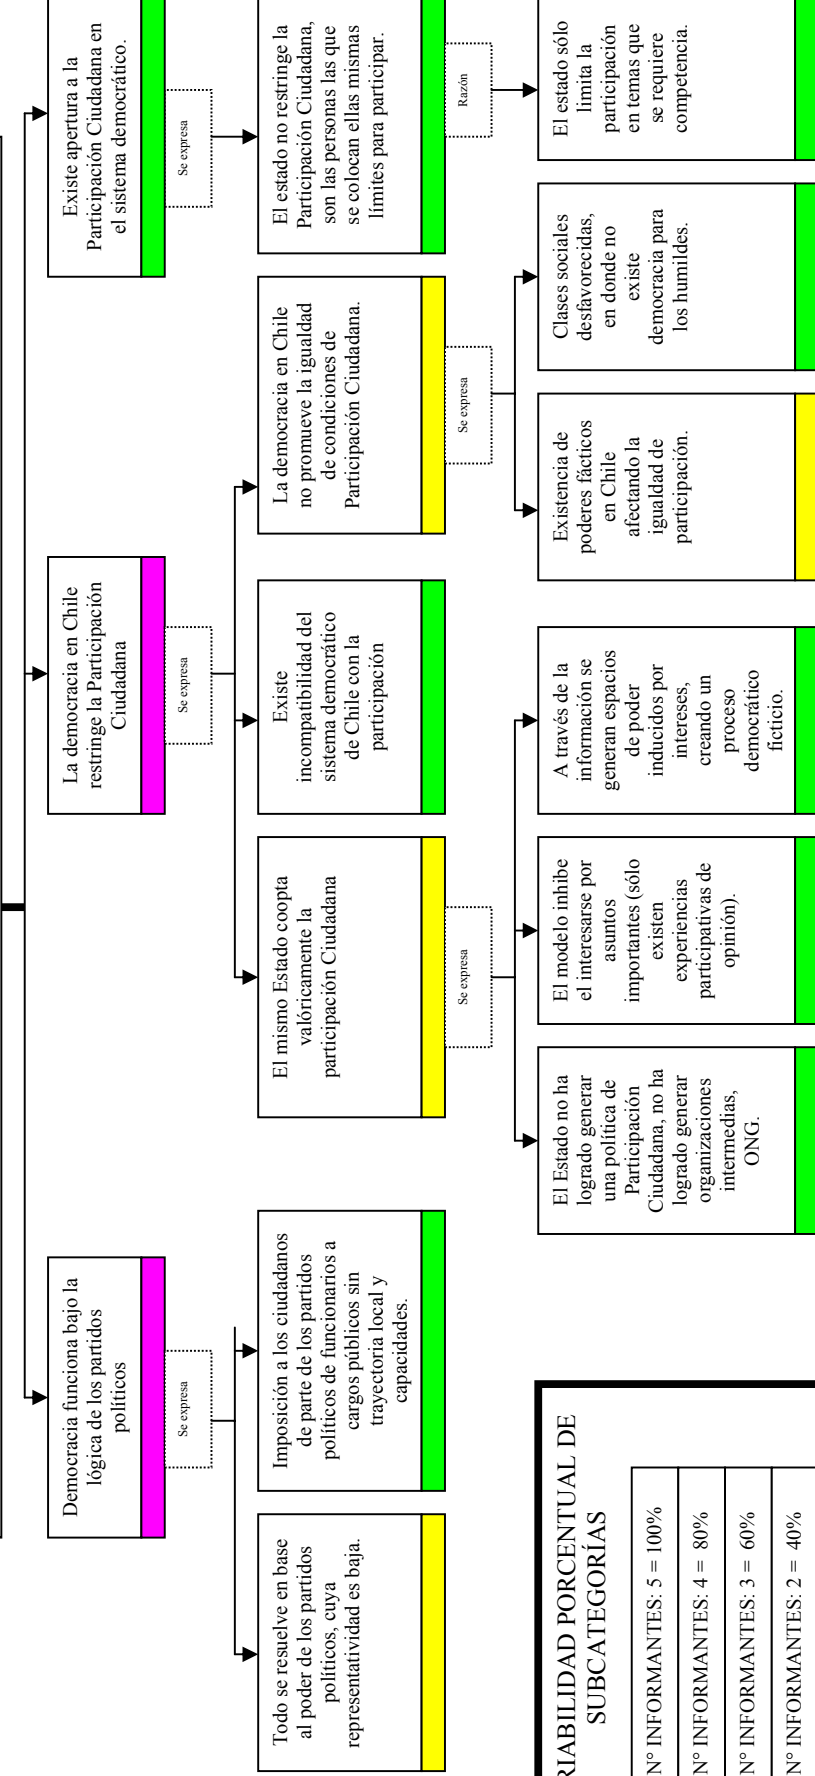 Democracia funciona bajo la
lógica de los partidos
políticos
La democracia en Chile
restringe la Participación
Ciudadana
Existe apertura a la
Participación Ciudadana en
el sistema democrático.
Se expresa
Se expresa
Se expresa
Todo se resuelve en base
al poder de los partidos
políticos, cuya
representatividad es baja.
Imposición a los ciudadanos
de parte de los partidos
políticos de funcionarios a
cargos públicos sin
trayectoria local y
capacidades.
El mismo Estado coopta
valóricamente la
participación Ciudadana
Existe
incompatibilidad del
sistema democrático
de Chile con la
participación
La democracia en Chile
no promueve la igualdad
de condiciones de
Participación Ciudadana.
El estado no restringe la
Participación Ciudadana,
son las personas las que
se colocan ellas mismas
limites para participar.
Se expresa
Se expresa
Razón
El Estado no ha
logrado generar
una política de
Participación
Ciudadana, no ha
logrado generar
organizaciones
intermedias,
ONG.
El modelo inhibe
el interesarse por
asuntos
importantes (sólo
existen
experiencias
participativas de
opinión).
A través de la
información se
generan espacios
de poder
inducidos por
intereses,
creando un
proceso
democrático
ficticio.
Existencia de
poderes fácticos
en Chile
afectando la
igualdad de
participación.
Clases sociales
desfavorecidas,
en donde no
existe
democracia para
los humildes.
El estado sólo
limita la
participación
en temas que
se requiere
competencia.
RIABILIDAD PORCENTUAL DE
SUBCATEGORÍAS
N° INFORMANTES: 5 = 100%
N° INFORMANTES: 4 = 80%
N° INFORMANTES: 3 = 60%
N° INFORMANTES: 2 = 40%